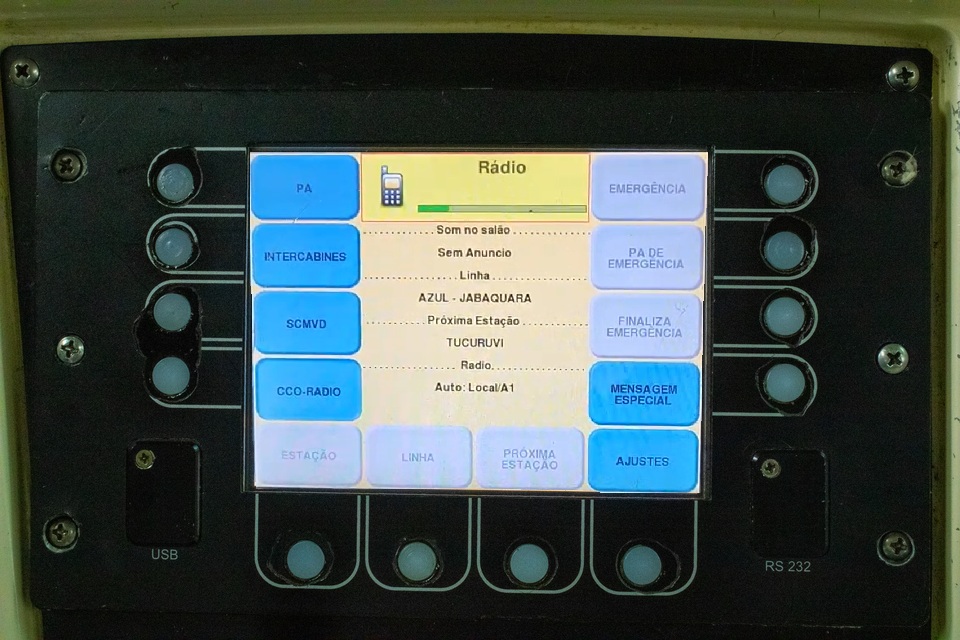 PA
Rádio
EMERGÊNCIA
Som no salão
INTERCABINES
Sem Anuncio
PA DE
EMERGÊNCIA
Linha
AZUL - JABAQUARA
SCMVD
Próxima Estação
FINALIZA
EMERGÊNCIA
TUCURUVI
Radio
CCO-RADIO
Auto: Local/A1
MENSAGEM
ESPECIAL
ESTAÇÃO
LINHA
PRÓXIMA
ESTAÇÃO
AJUSTES
USB
RS 232